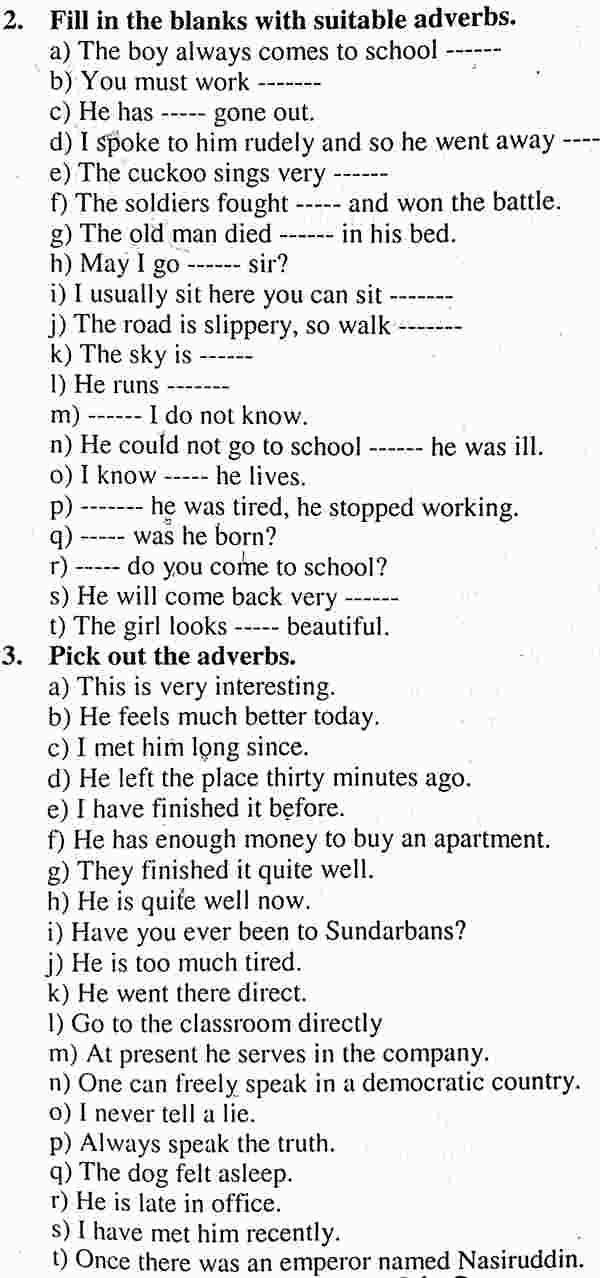 2. Fill in the blanks with suitable adverbs.
a) The boy always comes to school ------
b) You must work -------
c) He has ----- gone out.
d) I spoke to him rudely and so he went away ----
e) The cuckoo sings very ------
f) The soldiers fought ----- and won the battle.
g) The old man died ------ in his bed.
h) May I go ------ sir?
i) I usually sit here you can sit -------
j) The road is slippery, so walk -------
k) The sky is ------
l) He runs -------
m) ------ I do not know.
n) He could not go to school ------ he was ill.
o) I know ----- he lives.
p) ------- he was tired, he stopped working.
q) ----- was he born?
r) ----- do you come to school?
s) He will come back very ------
t) The girl looks ----- beautiful.
3. Pick out the adverbs.
a) This is very interesting.
b) He feels much better today.
c) I met him long since.
d) He left the place thirty minutes ago.
e) I have finished it before.
f) He has enough money to buy an apartment.
g) They finished it quite well.
h) He is quite well now.
i) Have you ever been to Sundarbans?
j) He is too much tired.
k) He went there direct.
l) Go to the classroom directly
m) At present he serves in the company.
n) One can freely speak in a democratic country.
o) I never tell a lie.
p) Always speak the truth.
q) The dog felt asleep.
r) He is late in office.
s) I have met him recently.
t) Once there was an emperor named Nasiruddin.